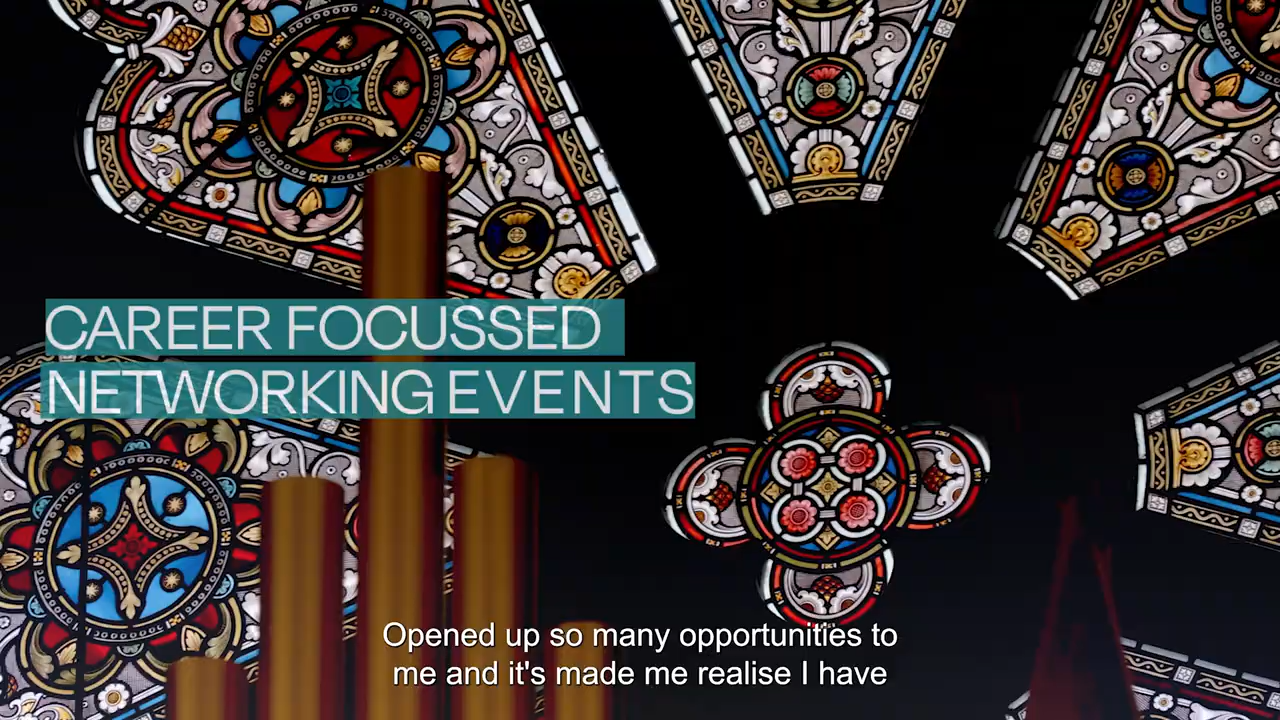 CAREER FOCUSSED
NETWORKING EVENTS
Opened up so many opportunities to
me and it's made me realise I have